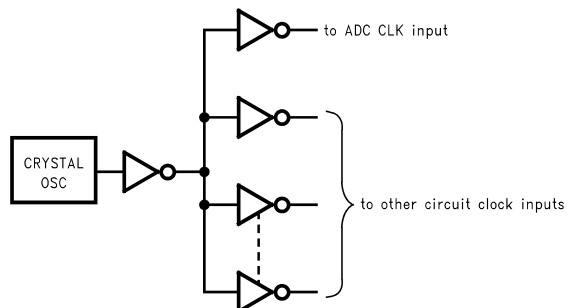 to ADC CLK input
CRYSTAL
OSC
to other circuit clock inputs